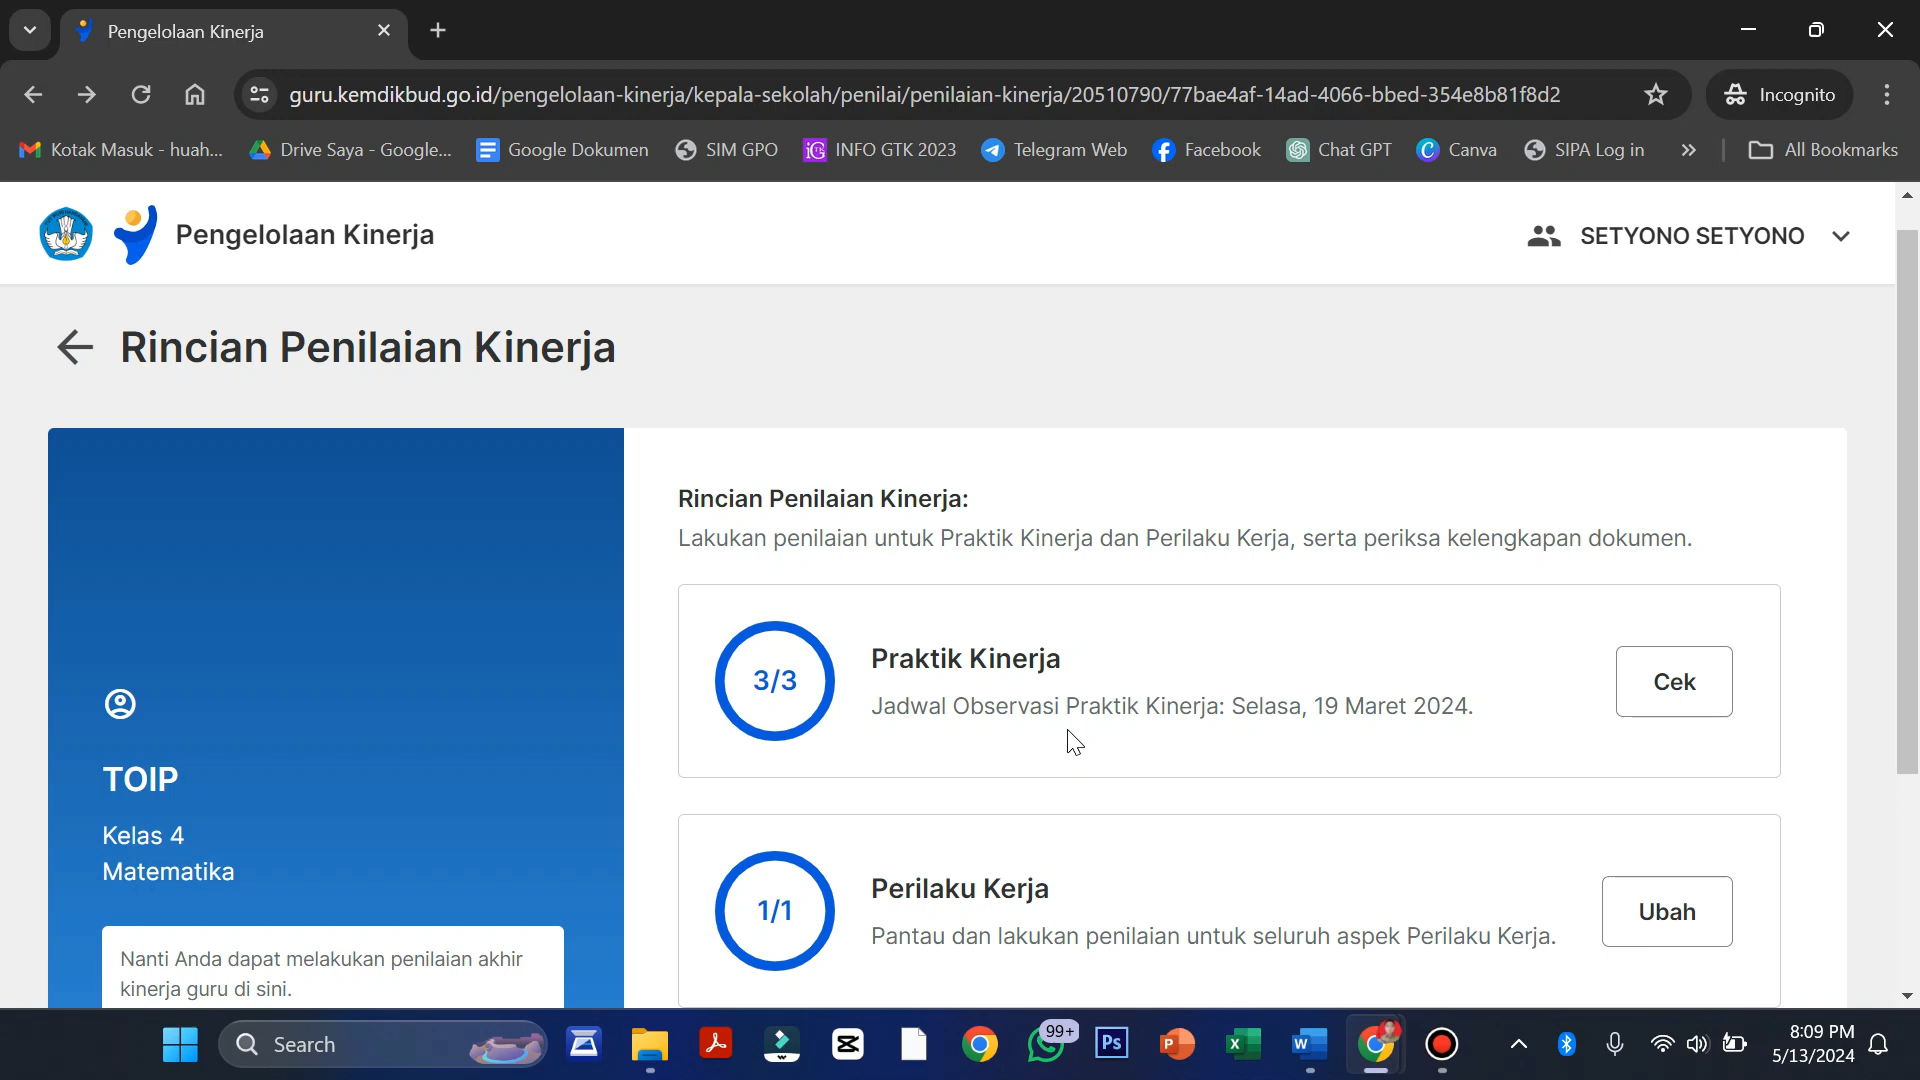 Pengelolaan Kinerja
guru.kemdikbud.go.id/pengelolaan-kinerja/kepala-sekolah/penilai/penilaian-kinerja/20510790/77bae4af-14ad-4066-bbed-354e8b81f8d2
Incognito
Kotak Masuk - huah...
Drive Saya - Google...
Google Dokumen
SIM GPO
INFO GTK 2023
Telegram Web
Facebook
Chat GPT
Canva
SIPA Log in
»
All Bookmarks
Pengelolaan Kinerja
SETYONO SETYONO
Rincian Penilaian Kinerja
TOIP
Kelas 4
Matematika
Nanti Anda dapat melakukan penilaian akhir
kinerja guru di sini.
Rincian Penilaian Kinerja:
Lakukan penilaian untuk Praktik Kinerja dan Perilaku Kerja, serta periksa kelengkapan dokumen.
3/3
Praktik Kinerja
Jadwal Observasi Praktik Kinerja: Selasa, 19 Maret 2024.
Cek
1/1
Perilaku Kerja
Pantau dan lakukan penilaian untuk seluruh aspek Perilaku Kerja.
Ubah
Search
99+
Ps
P
X
W
8:09 PM
5/13/2024